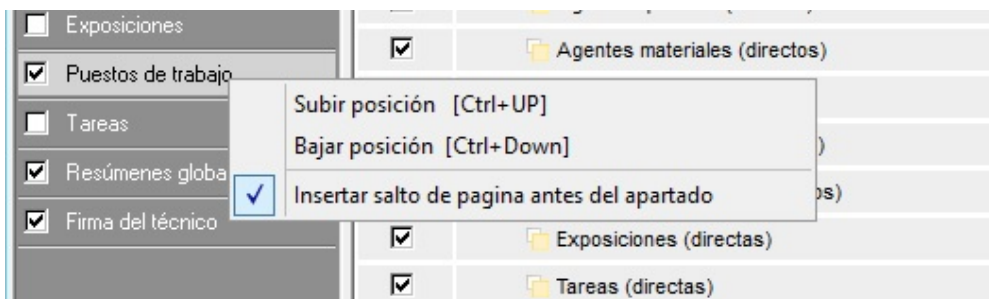 Exposiciones
Agentes materiales (directos)
Puestos de trabajo
Subir posición [Ctrl+UP]
Tareas
Bajar posición [Ctrl+Down]
)
Resúmenes globa
Insertar salto de pagina antes del apartado
os)
Firma del técnico
Exposiciones (directas)
Tareas (directas)